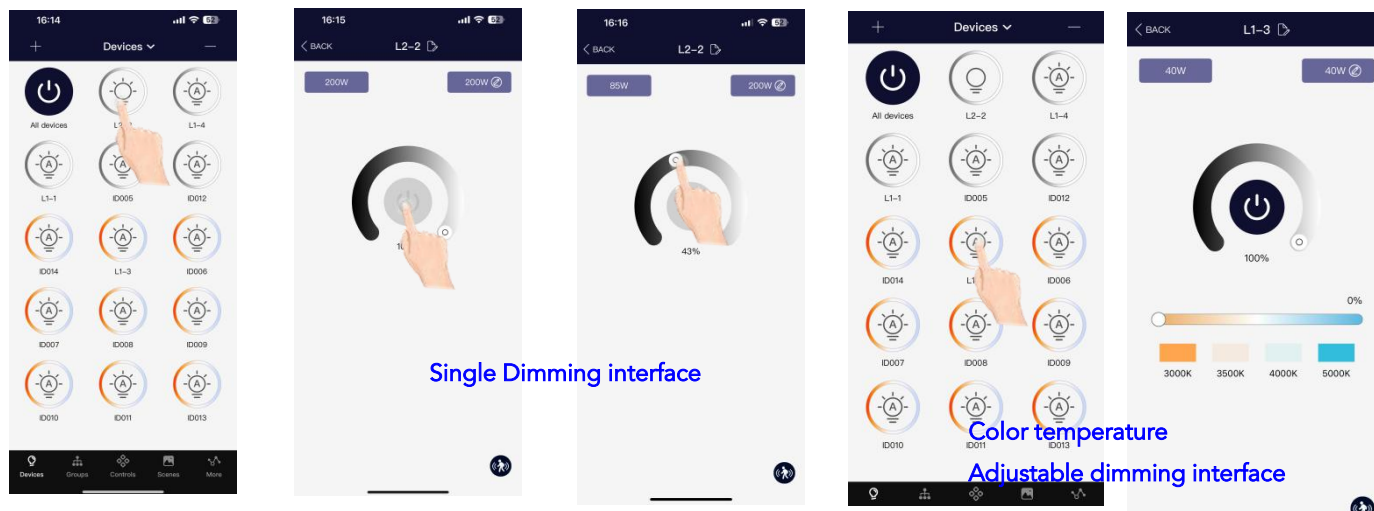 16:14
52
Devices
All devices
L1-4
L1-1
ID005
ID012
ID014
L1-3
ID006
ID007
ID008
ID009
ID010
ID011
ID013
Devices
Groups
Controls
Scenes
More
16:15
52
< BACK
L2-2
200W
200W
16:16
52
< BACK
L2-2
85W
200W
43%
Single Dimming interface
Devices
All devices
L2-2
L1-4
L1-1
ID005
ID012
ID014
ID006
ID007
ID008
ID009
ID010
ID011
ID013
Color temperature
Adjustable dimming interface
< BACK
L1-3
40W
40W
100%
0%
3000K
3500K
4000K
5000K